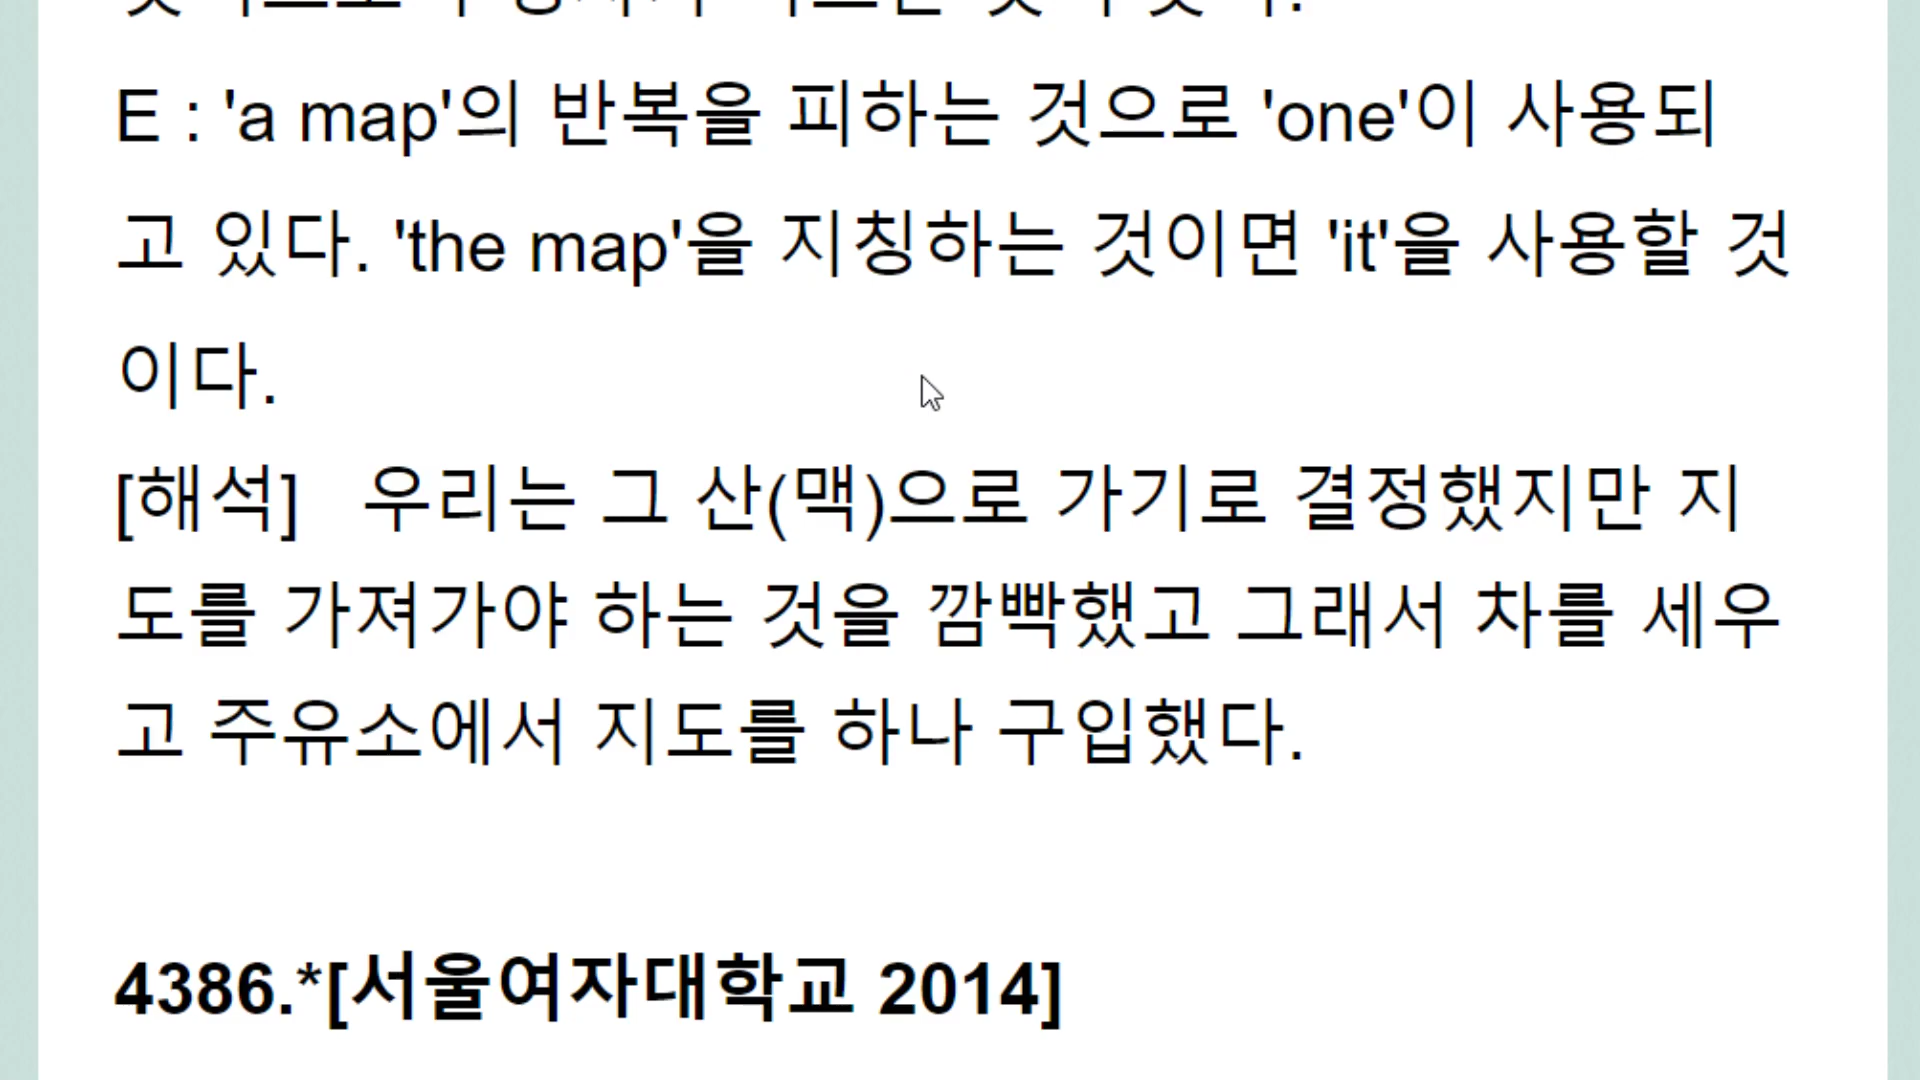 E : 'a map'의 반복을 피하는 것으로 'one'이 사용되
고 있다. 'the map'을 지칭하는 것이면 'it'을 사용할 것
이다.
[해석] 우리는 그 산(맥)으로 가기로 결정했지만 지
도를 가져가야 하는 것을 깜빡했고 그래서 차를 세우
고 주유소에서 지도를 하나 구입했다.
4386.*[서울여자대학교 2014]